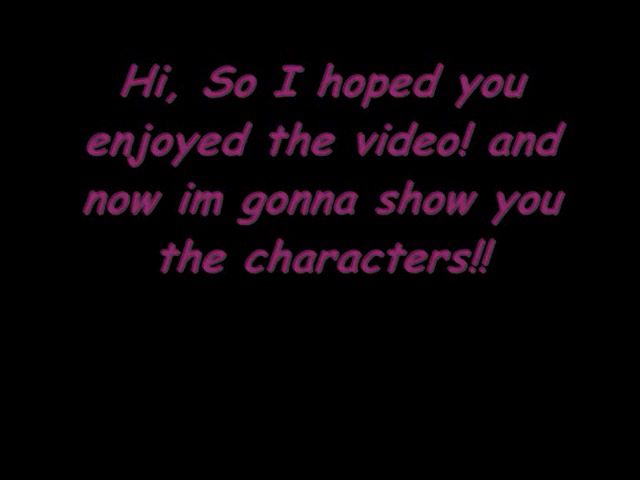 Hi, So I hoped you
enjoyed the video! and
now im gonna show you
the characters!!